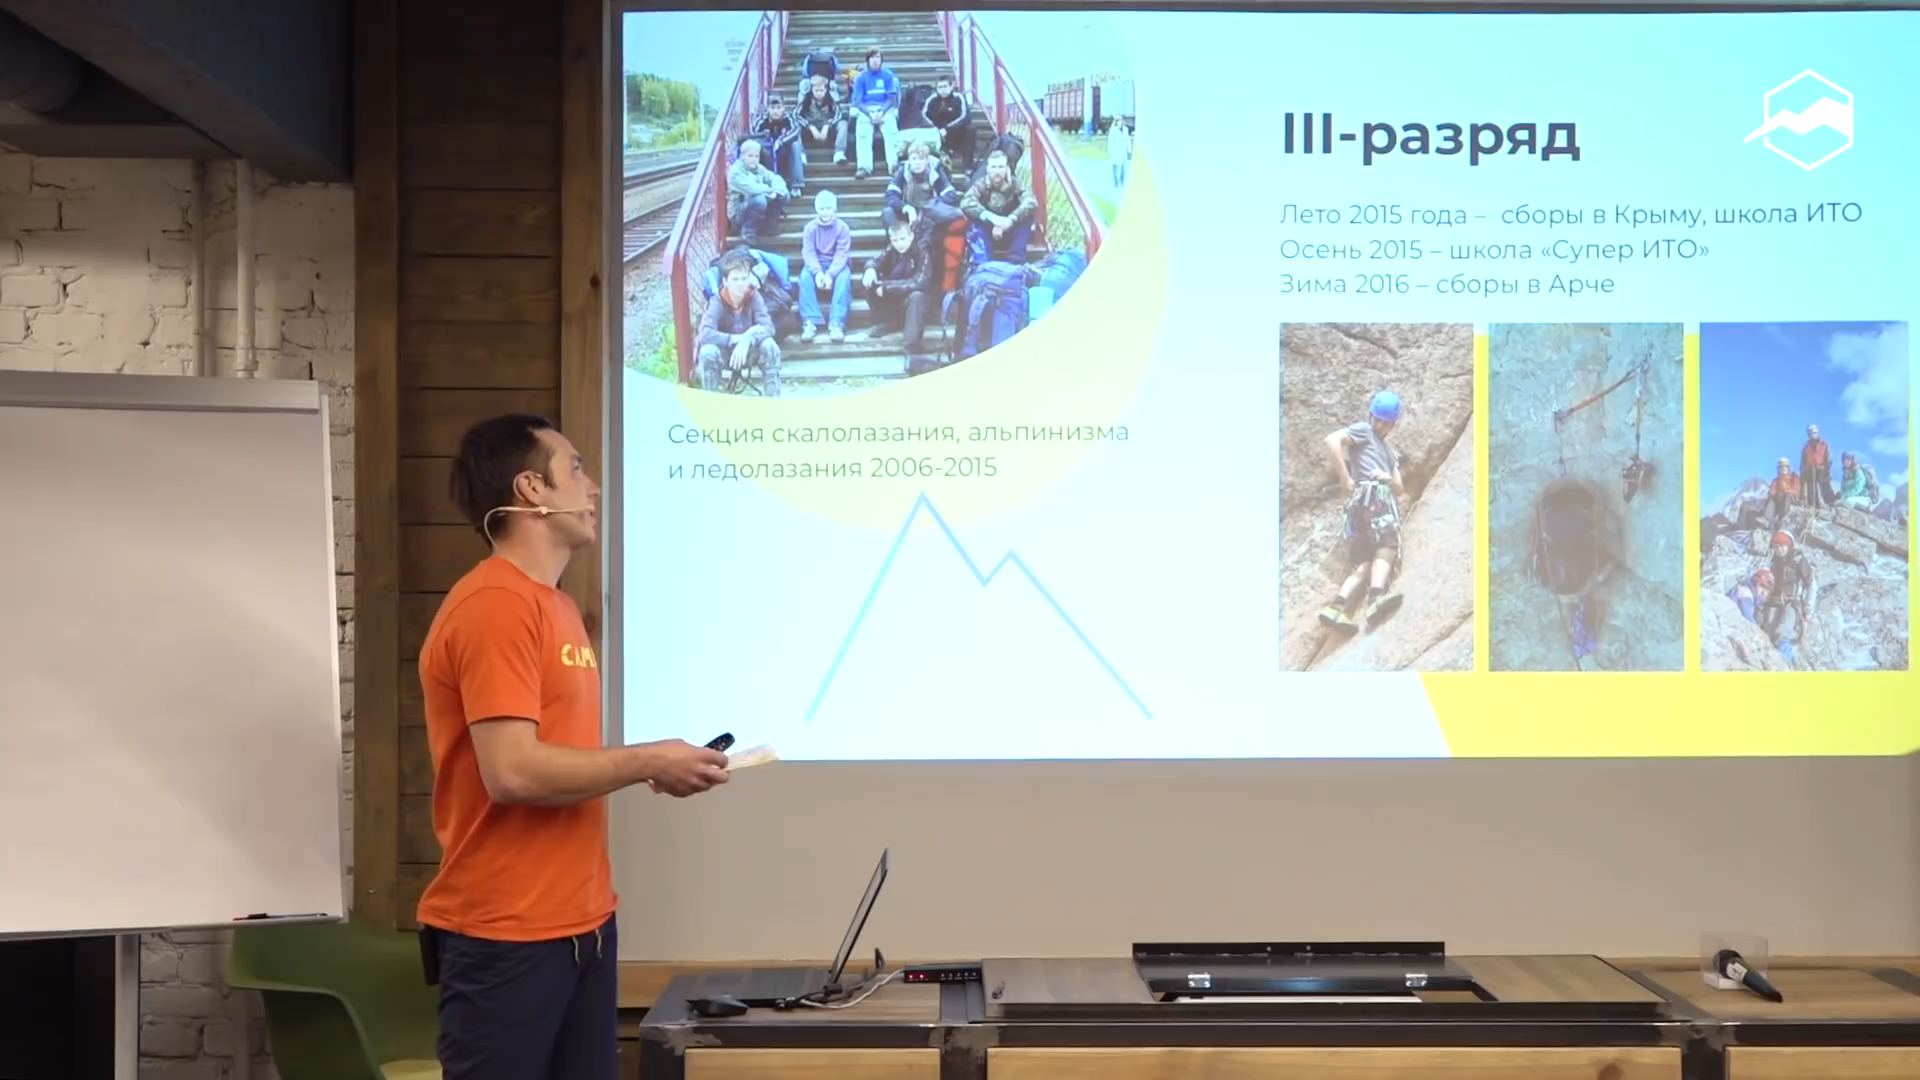 Секция скалолазания, альпинизма
и ледолазания 2006-2015
III-разряд
Лето 2015 года – сборы в Крыму, школа ИТО
Осень 2015 – школа «Супер ИТО»
Зима 2016 – сборы в Арче